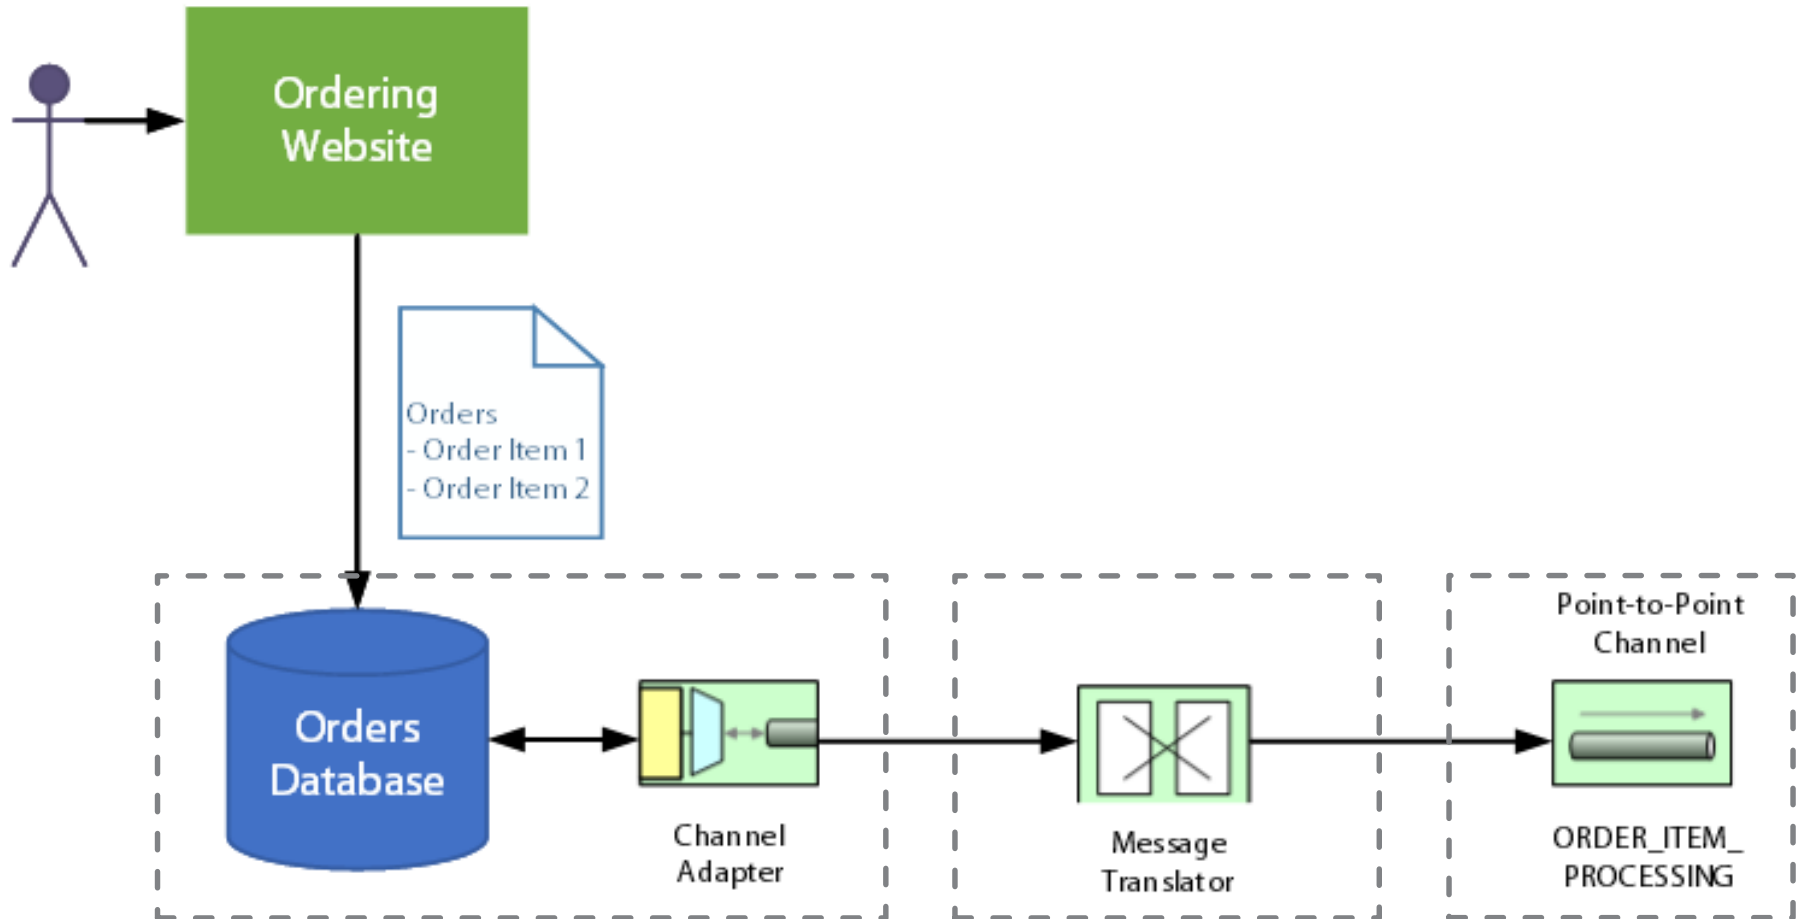 Ordering
Website
Orders
- Order Item 1
- Order Item 2
Orders
Database
Channel
Adapter
Message
Translator
Point-to-Point
Channel
ORDER_ITEM_
PROCESSING